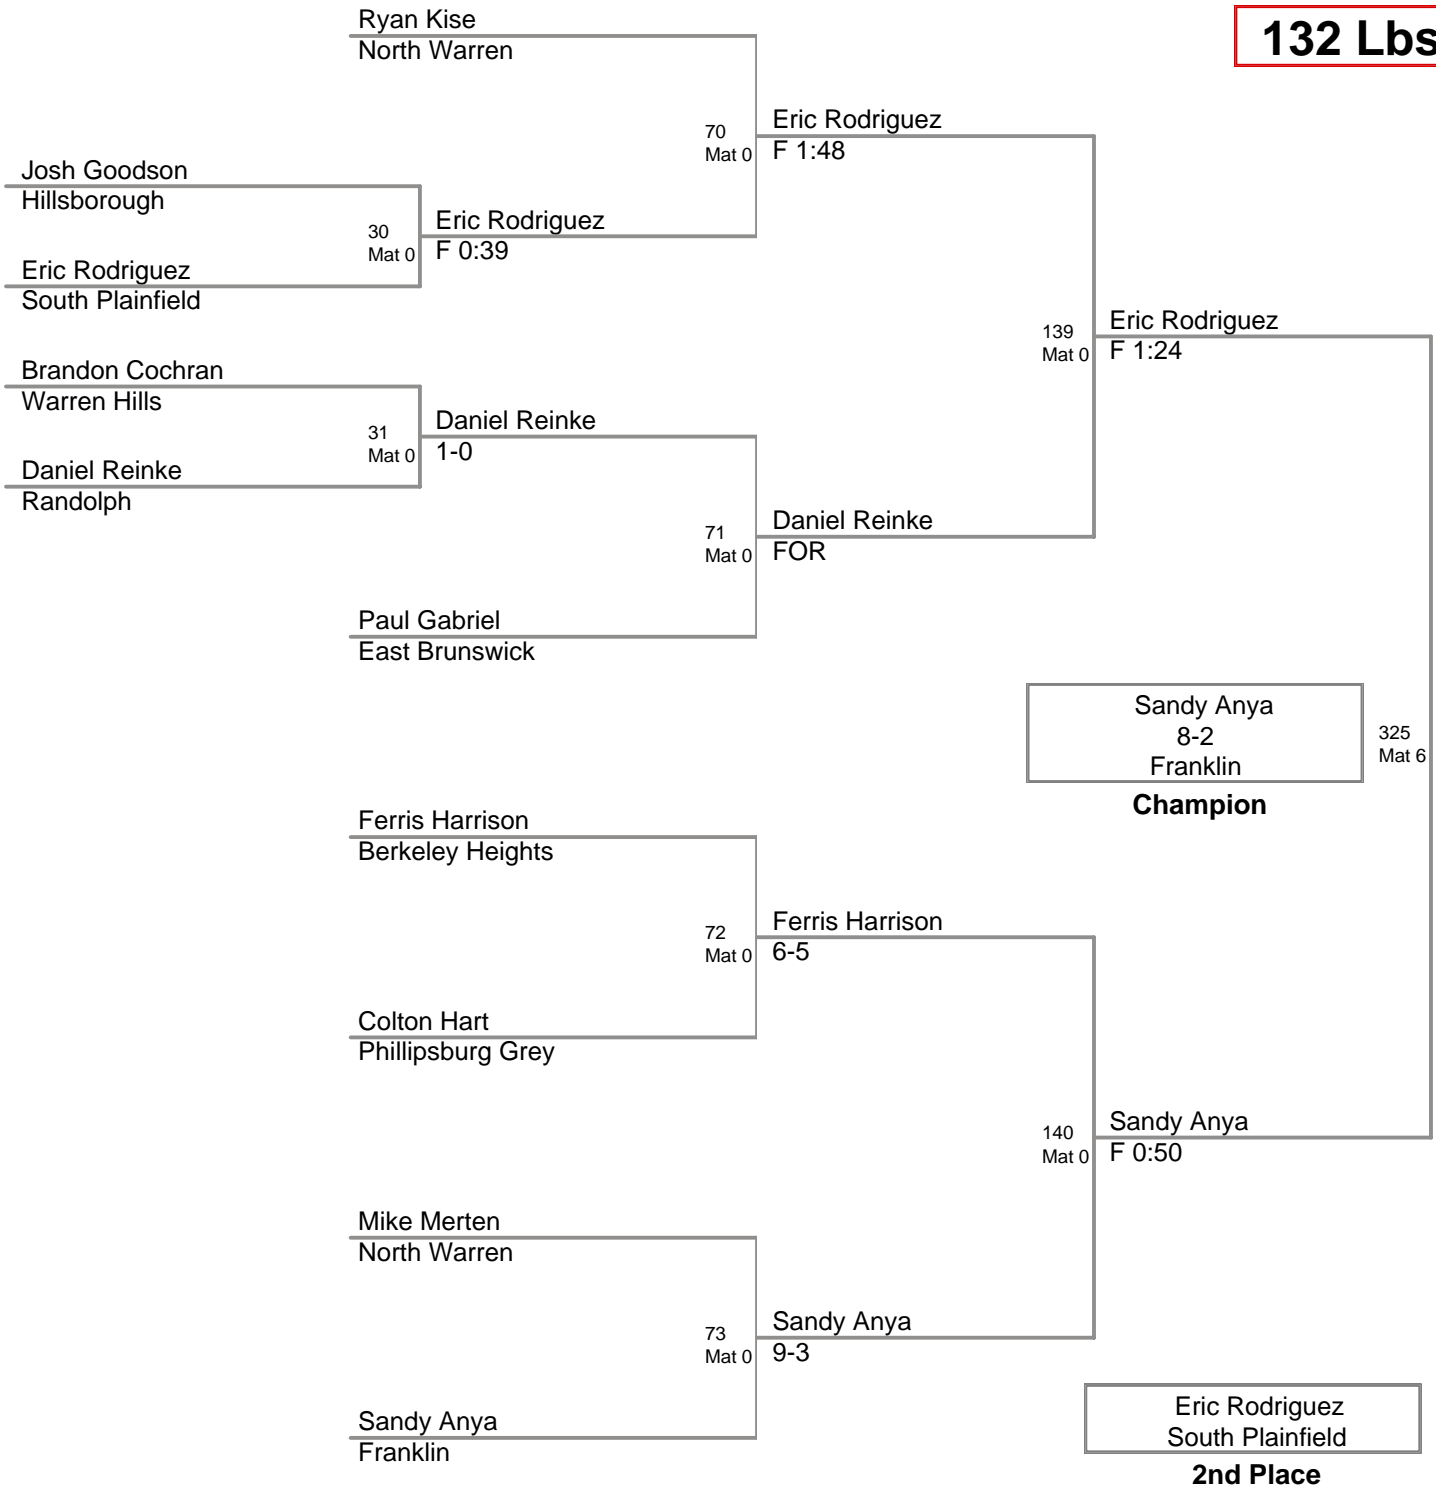 Ryan Kise
North Warren
132 Lbs
70
Mat 0
Eric Rodriguez
F 1:48
Josh Goodson
Hillsborough
30
Mat 0
Eric Rodriguez
F 0:39
Eric Rodriguez
South Plainfield
139
Mat 0
Eric Rodriguez
F 1:24
Brandon Cochran
Warren Hills
31
Mat 0
Daniel Reinke
1-0
Daniel Reinke
Randolph
71
Mat 0
Daniel Reinke
FOR
Paul Gabriel
East Brunswick
Sandy Anya
8-2
Franklin
Champion
325
Mat 6
Ferris Harrison
Berkeley Heights
72
Mat 0
Ferris Harrison
6-5
Colton Hart
Phillipsburg Grey
140
Mat 0
Sandy Anya
F 0:50
Mike Merten
North Warren
73
Mat 0
Sandy Anya
9-3
Sandy Anya
Franklin
Eric Rodriguez
South Plainfield
2nd Place